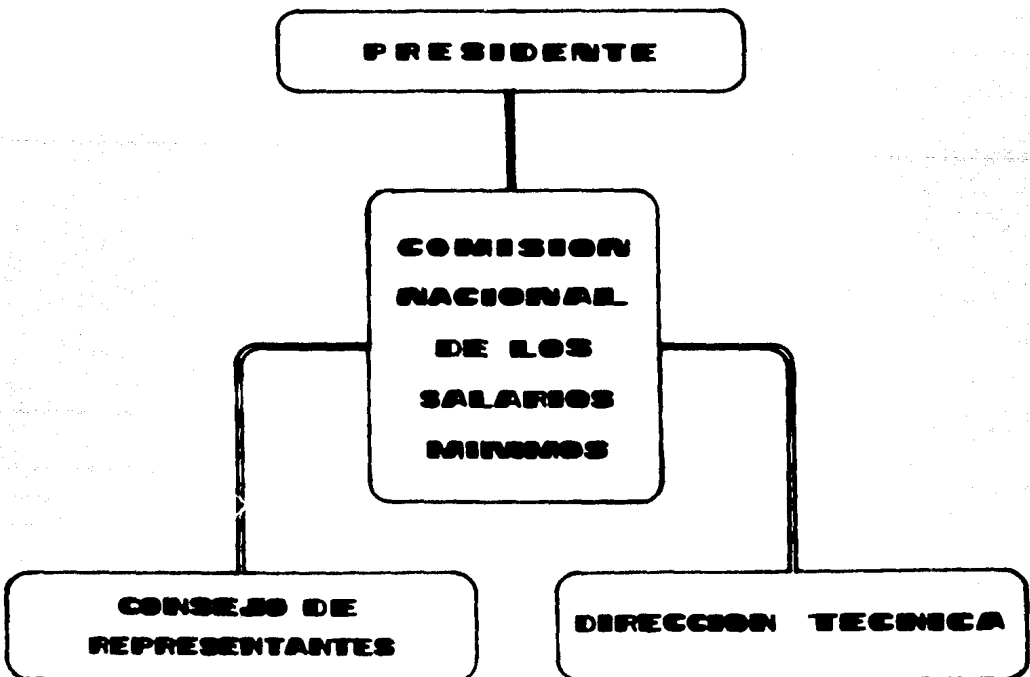 PRESIDENTE
COMISION
NACIONAL
DE LOS
SALARIOS
MINIMOS
CONSEJO DE
REPRESENTANTES
DIRECCION TECNICA